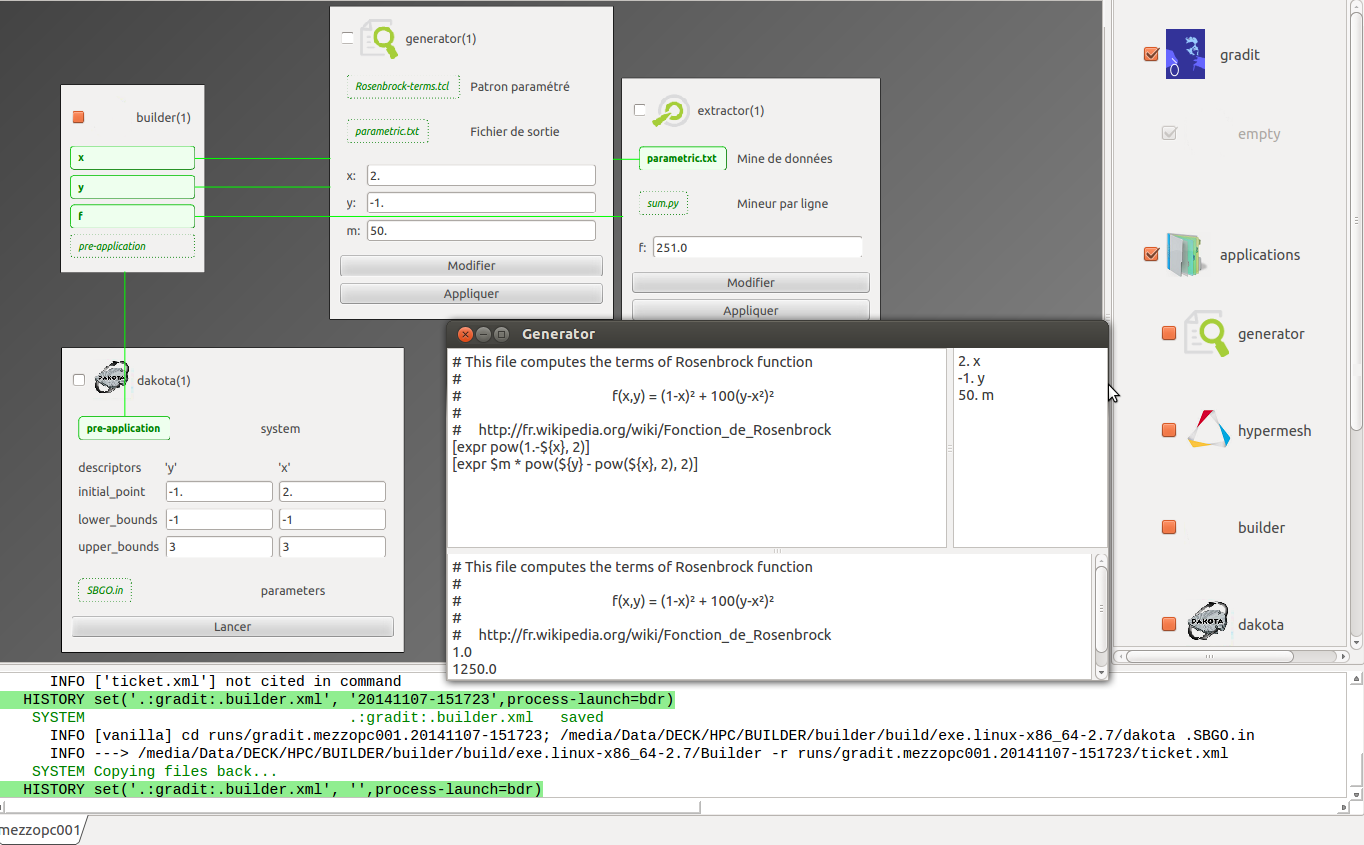 builder(1)
x
y
f
pre-application
generator(1)
Rosenbrock-terms.tcl Patron paramétré
parametric.txt Fichier de sortie
x: 2.
y: -1.
m: 50.
Modifier
Appliquer
extractor(1)
parametric.txt Mine de données
sum.py Mineur par ligne
f: 251.0
Modifier
Appliquer
DAKOTA dakota(1)
pre-application system
descriptors 'y' 'x'
initial_point -1. 2.
lower_bounds -1 -1
upper_bounds 3 3
SBGO.in parameters
Lancer
Generator
# This file computes the terms of Rosenbrock function
#
# f(x,y) = (1-x)² + 100(y-x²)²
#
# http://fr.wikipedia.org/wiki/Fonction_de_Rosenbrock
[expr pow(1.-${x}, 2)]
[expr $m * pow(${y} - pow(${x}, 2), 2)]
2. x
-1. y
50. m
# This file computes the terms of Rosenbrock function
#
# f(x,y) = (1-x)² + 100(y-x²)²
#
# http://fr.wikipedia.org/wiki/Fonction_de_Rosenbrock
1.0
1250.0
gradit
empty
applications
generator
hypermesh
builder
DAKOTA dakota
INFO ['ticket.xml'] not cited in command
HISTORY set('.:gradit:.builder.xml', '20141107-151723',process-launch=bdr)
SYSTEM .:gradit:.builder.xml saved
INFO [vanilla] cd runs/gradit.mezzopc001.20141107-151723; /media/Data/DECK/HPC/BUILDER/builder/build/exe.linux-x86_64-2.7/dakota .SBGO.in
INFO ---> /media/Data/DECK/HPC/BUILDER/builder/build/exe.linux-x86_64-2.7/Builder -r runs/gradit.mezzopc001.20141107-151723/ticket.xml
SYSTEM Copying files back...
HISTORY set('.:gradit:.builder.xml', '',process-launch=bdr)
mezzopc001